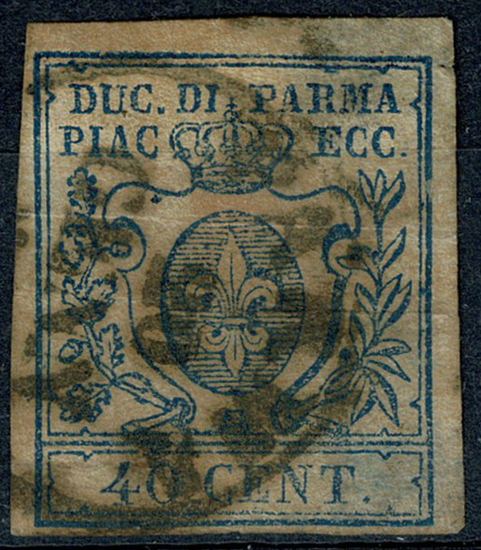 DUC. DI PARMA
PIAC ECC.
40 CENT.